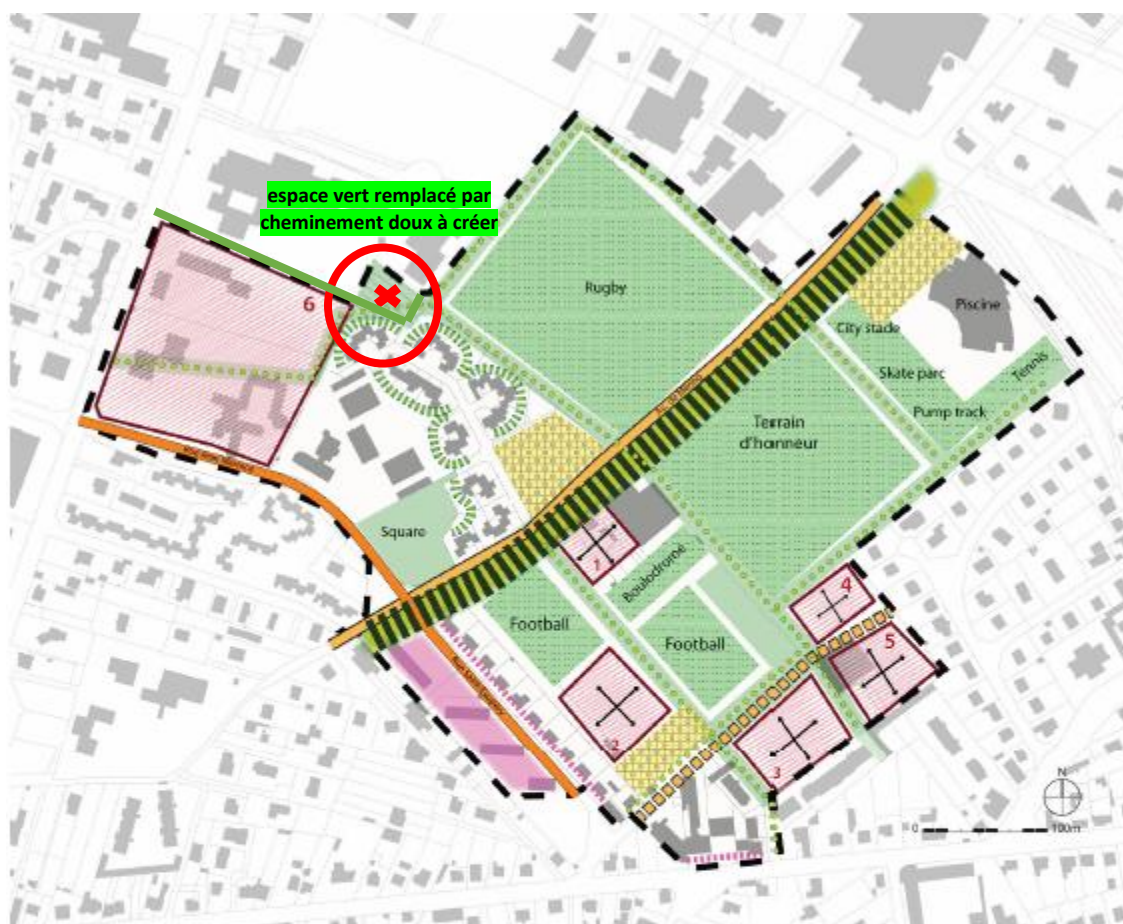 espace vert remplacé par
cheminement doux à créer
6
Rugby
Piscine
City stade
Skate parc
Tennis
Pump track
Terrain
d'honneur
Square
1
Boulodrome
4
Football
Football
5
2
3
N
0
100m